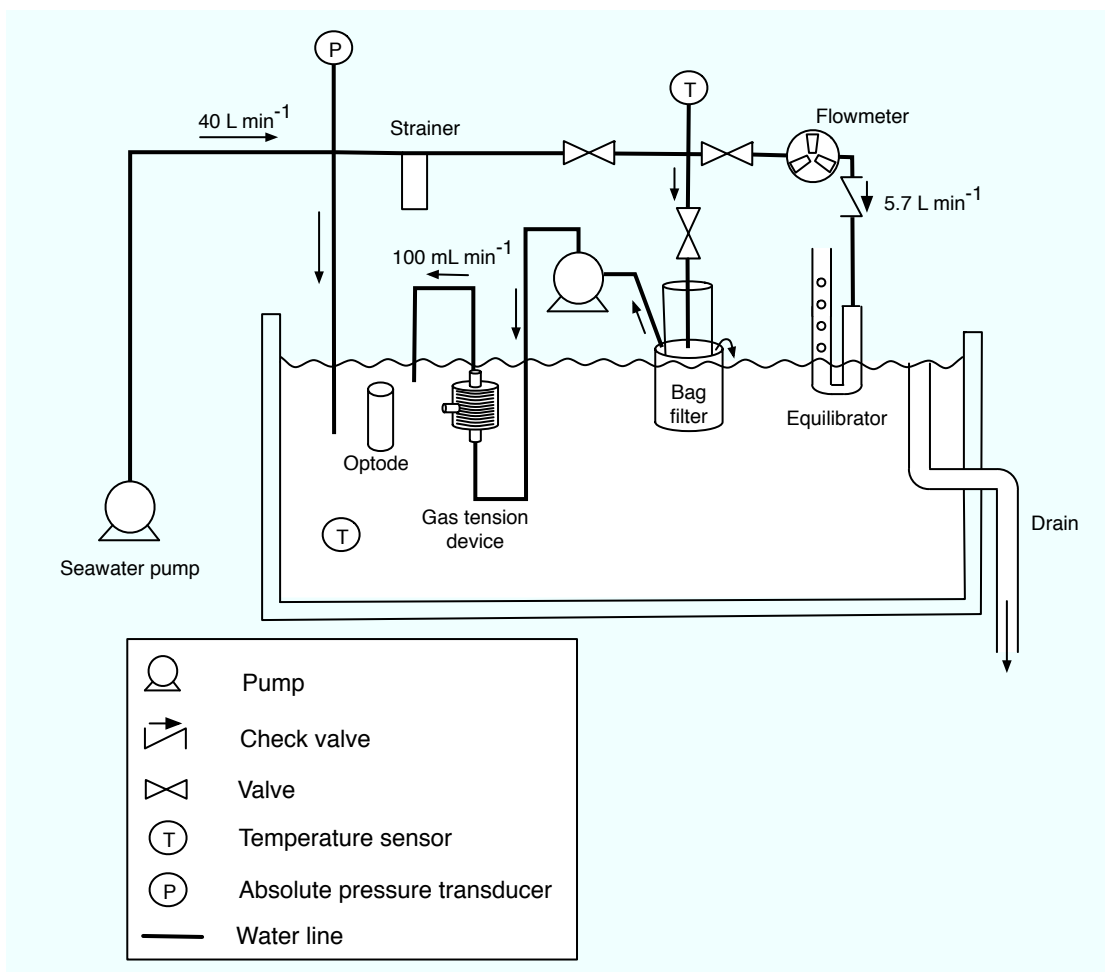 P
40 L min-1
Strainer
T
Flowmeter
5.7 L min-1
100 mL min-1
Bag
filter
Equilibrator
Optode
Gas tension
device
T
Drain
Seawater pump
Pump
Check valve
Valve
T
Temperature sensor
P
Absolute pressure transducer
Water line